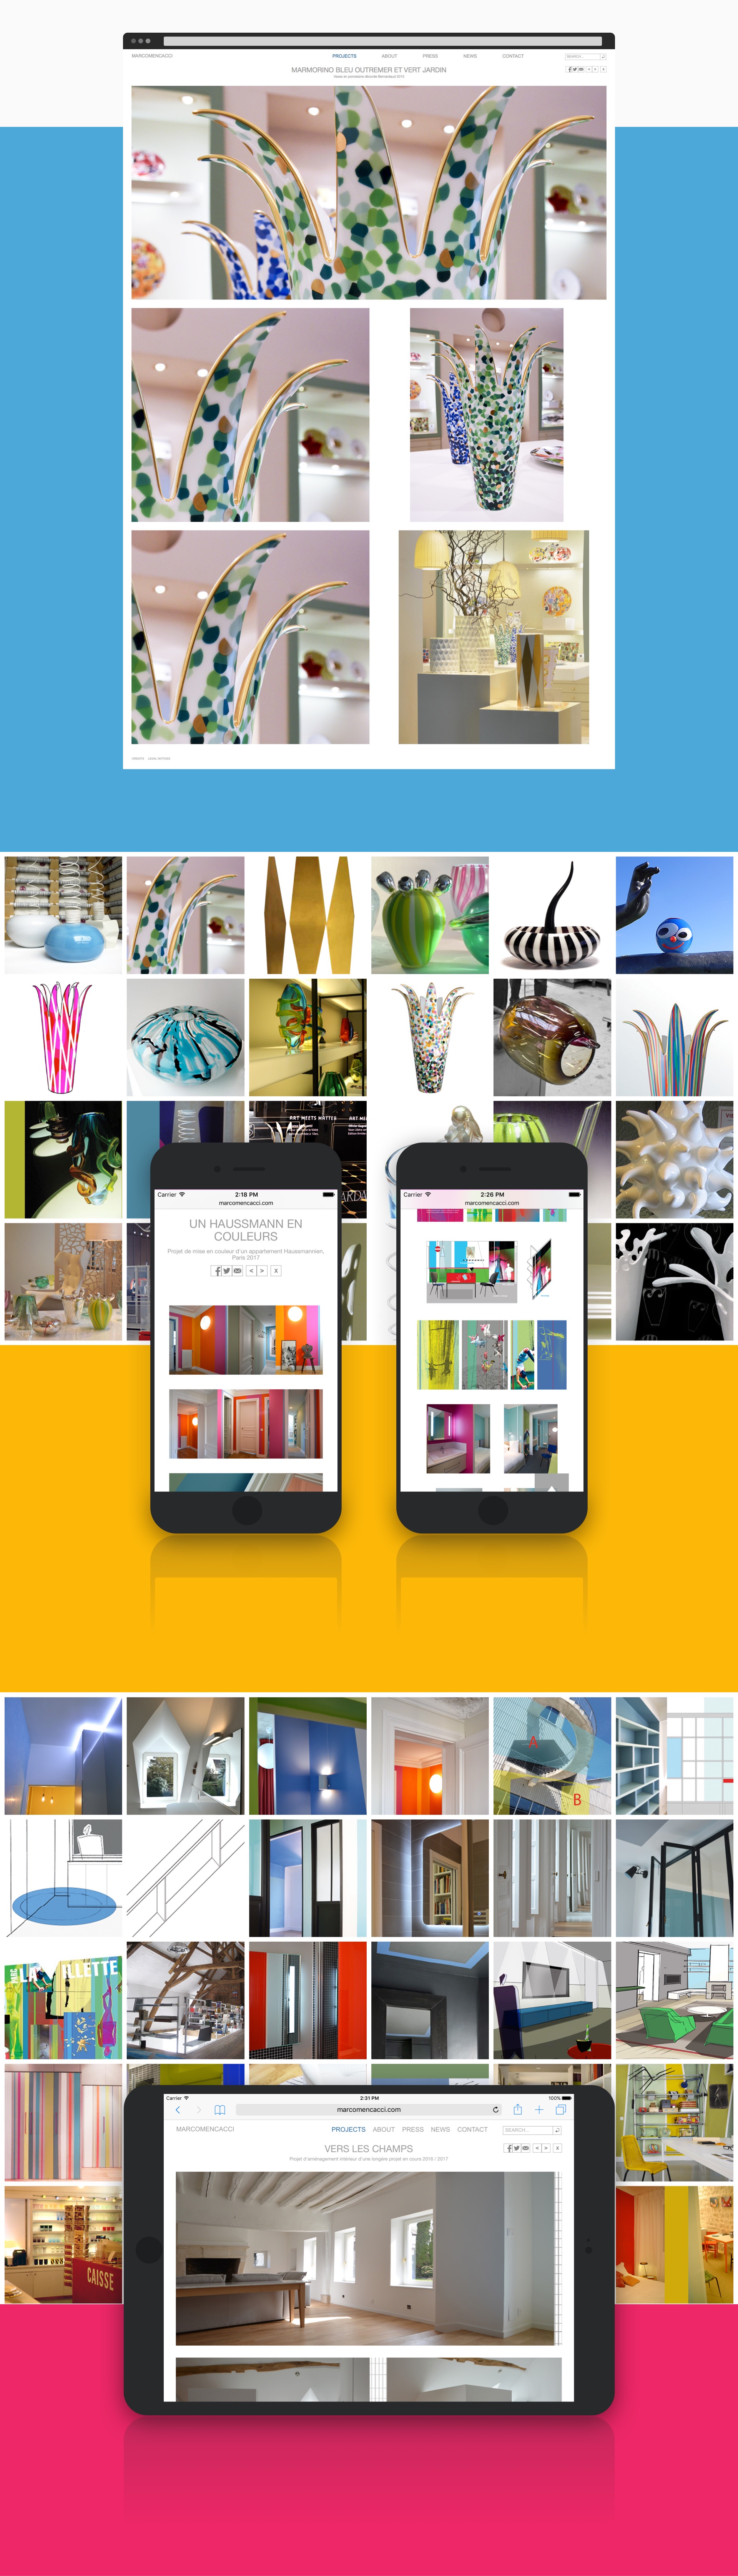 MARCOMENCACCI
PROJECTS ABOUT PRESS NEWS CONTACT
SEARCH...
MARMORINO BLEU OUTREMER ET VERT JARDIN
< > X
ART MEETS MATTER
ART MEE
Carrier 2:18 PM
marcomencacci.com
UN HAUSSMANN EN
COULEURS
Projet de mise en couleur d'un appartement Haussmannien,
Paris 2017
< > X
Carrier 2:26 PM
marcomencacci.com
A
B
CAISSE
Carrier 2:31 PM 100%
marcomencacci.com
MARCOMENCACCI
PROJECTS ABOUT PRESS NEWS CONTACT
SEARCH...
VERS LES CHAMPS
< > X
Projet d'aménagement intérieur d'une longère projet en cours 2016 / 2017